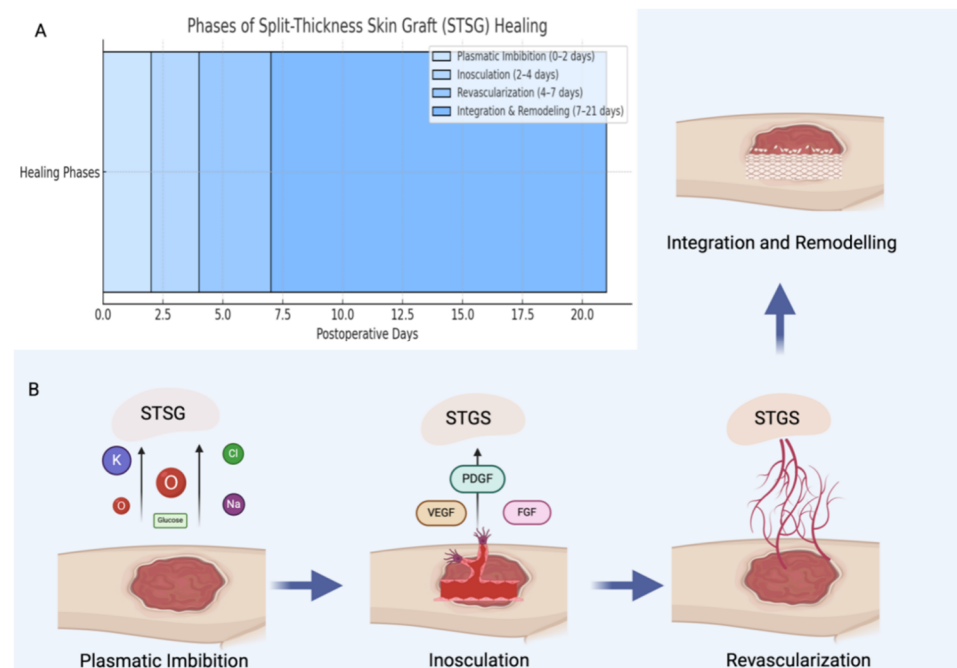 A
Phases of Split-Thickness Skin Graft (STSG) Healing
Plasmatic Imbibition (0–2 days)
Inosculation (2–4 days)
Revascularization (4–7 days)
Integration & Remodeling (7–21 days)
Healing Phases
0.0 2.5 5.0 7.5 10.0 12.5 15.0 17.5 20.0
Postoperative Days
Integration and Remodelling
B
STSG
K
Cl
O
O
Glucose
Na
Plasmatic Imbibition
STGS
PDGF
VEGF
FGF
Inosculation
STGS
Revascularization